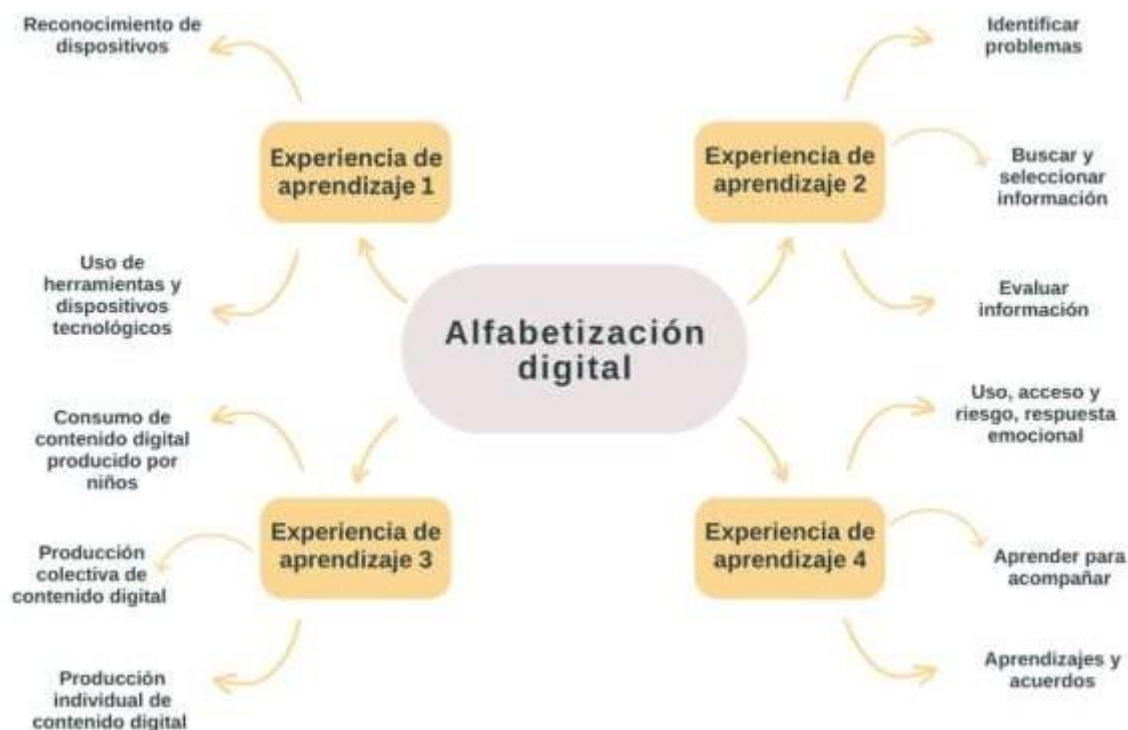 Reconocimiento de
dispositivos
Experiencia de
aprendizaje 1
Uso de
herramientas y
dispositivos
tecnológicos
Identificar
problemas
Experiencia de
aprendizaje 2
Buscar y
seleccionar
información
Evaluar
información
Alfabetización
digital
Consumo de
contenido digital
producido por
niños
Experiencia de
aprendizaje 3
Producción
colectiva de
contenido digital
Producción
individual de
contenido digital
Uso, acceso y
riesgo, respuesta
emocional
Experiencia de
aprendizaje 4
Aprender para
acompañar
Aprendizajes y
acuerdos